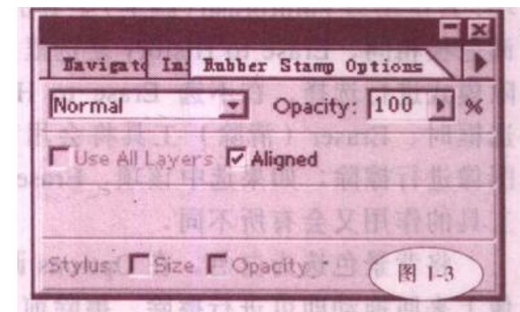 Navigato In: Rubber Stamp Options
Normal Opacity: 100 %
Use All Layers Aligned
Stylus: Size Opacity
图 1-3